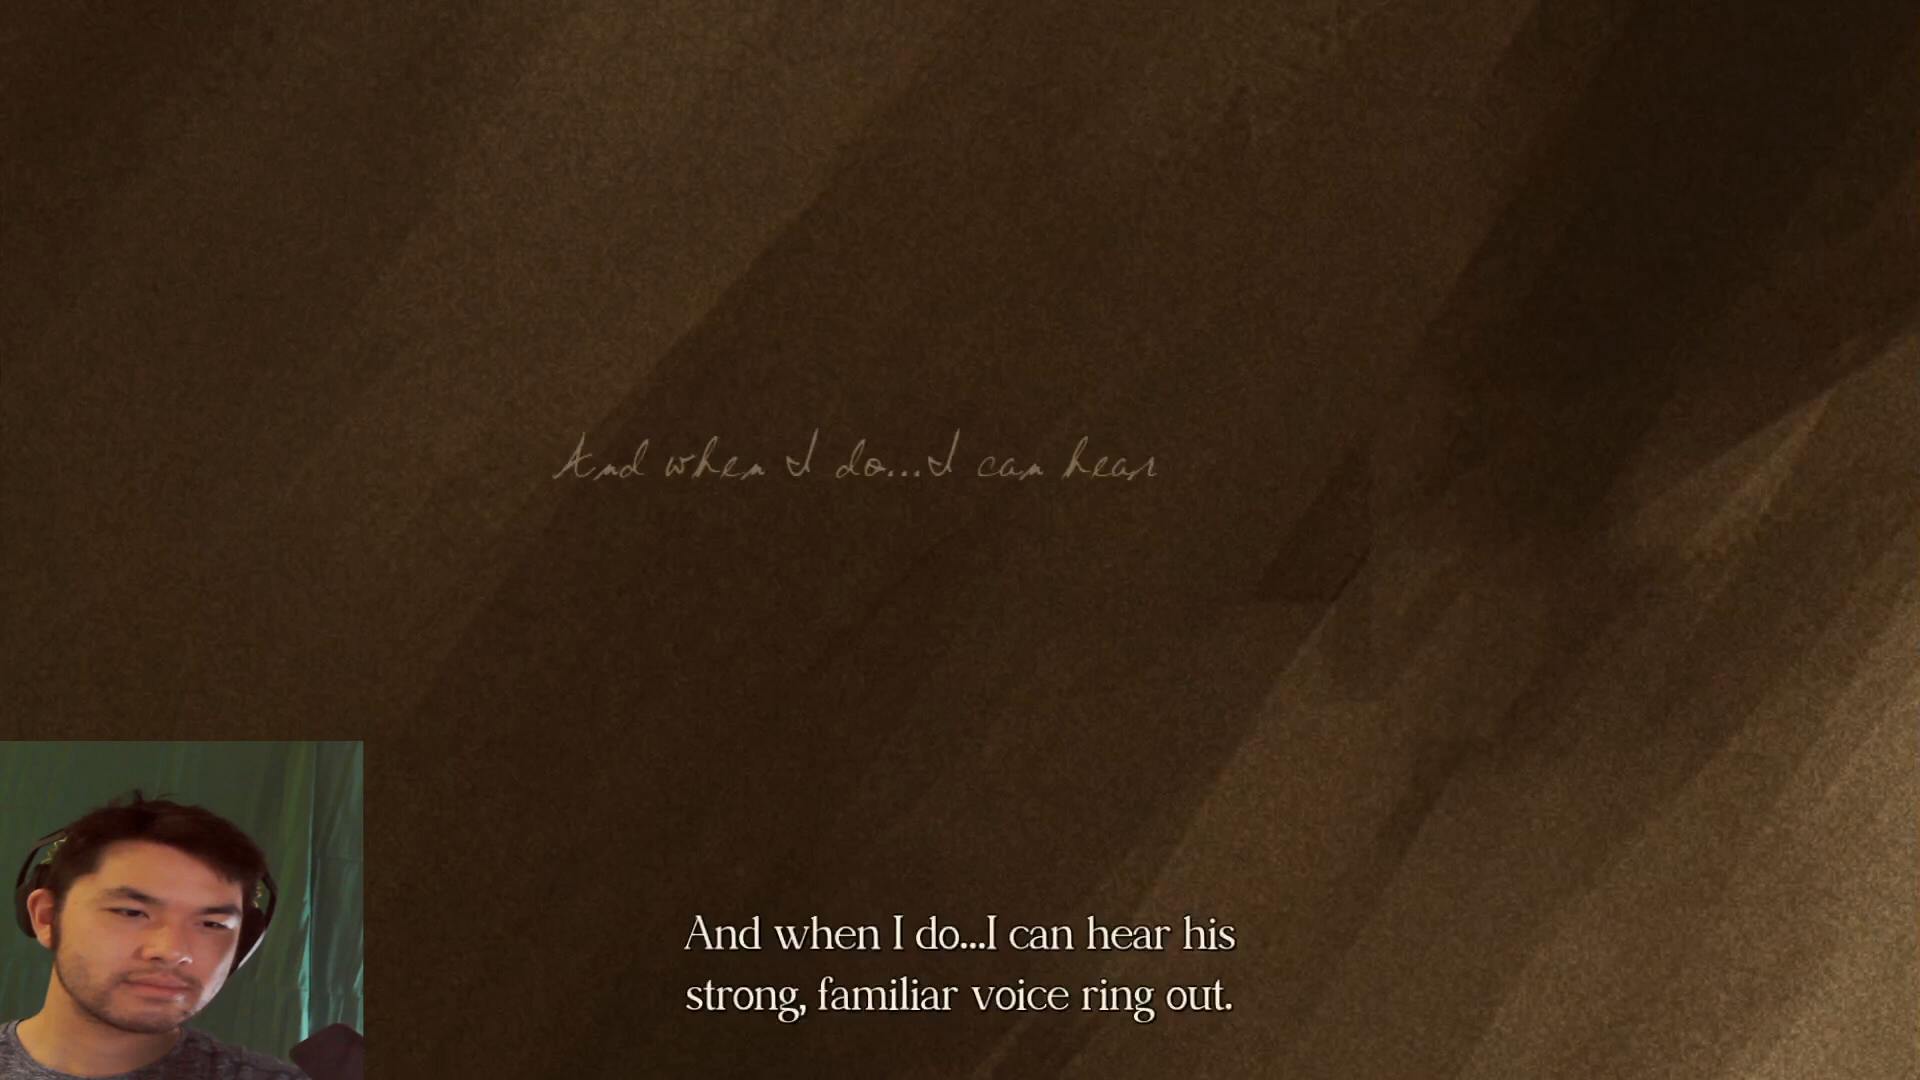 And when I do...I can hear
And when I do...I can hear his
strong, familiar voice ring out.